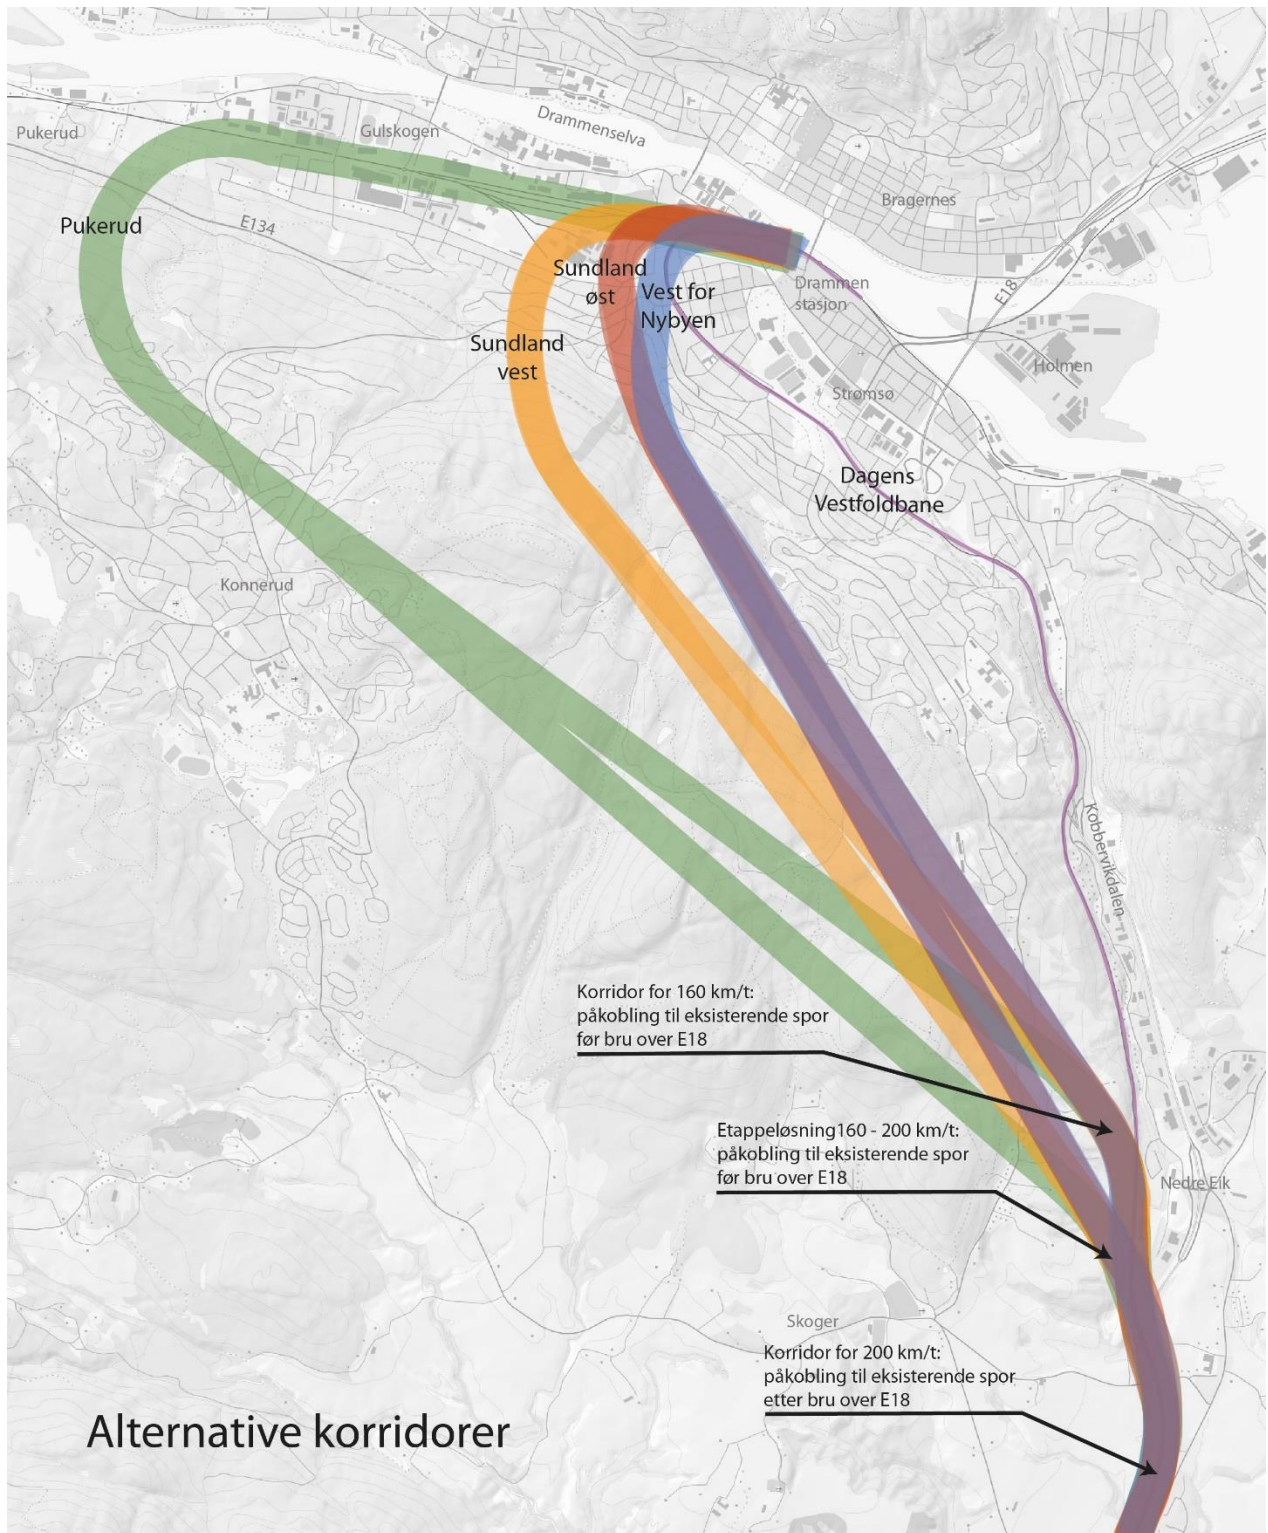 Drammenselva
Pukerud
Gulskogen
Bragernes
Pukerud
E134
Sundland
øst
Vest for
Nybyen
Drammen
stasjon
E18
Sundland
vest
Holmen
Strømsø
Dagens
Vestfoldbane
Konnerud
Kobbervikdalen
Korridor for 160 km/t:
påkobling til eksisterende spor
før bru over E18
Etappeløsning160 - 200 km/t:
påkobling til eksisterende spor
før bru over E18
Nedre Eik
Skoger
Korridor for 200 km/t:
påkobling til eksisterende spor
etter bru over E18
Alternative korridorer